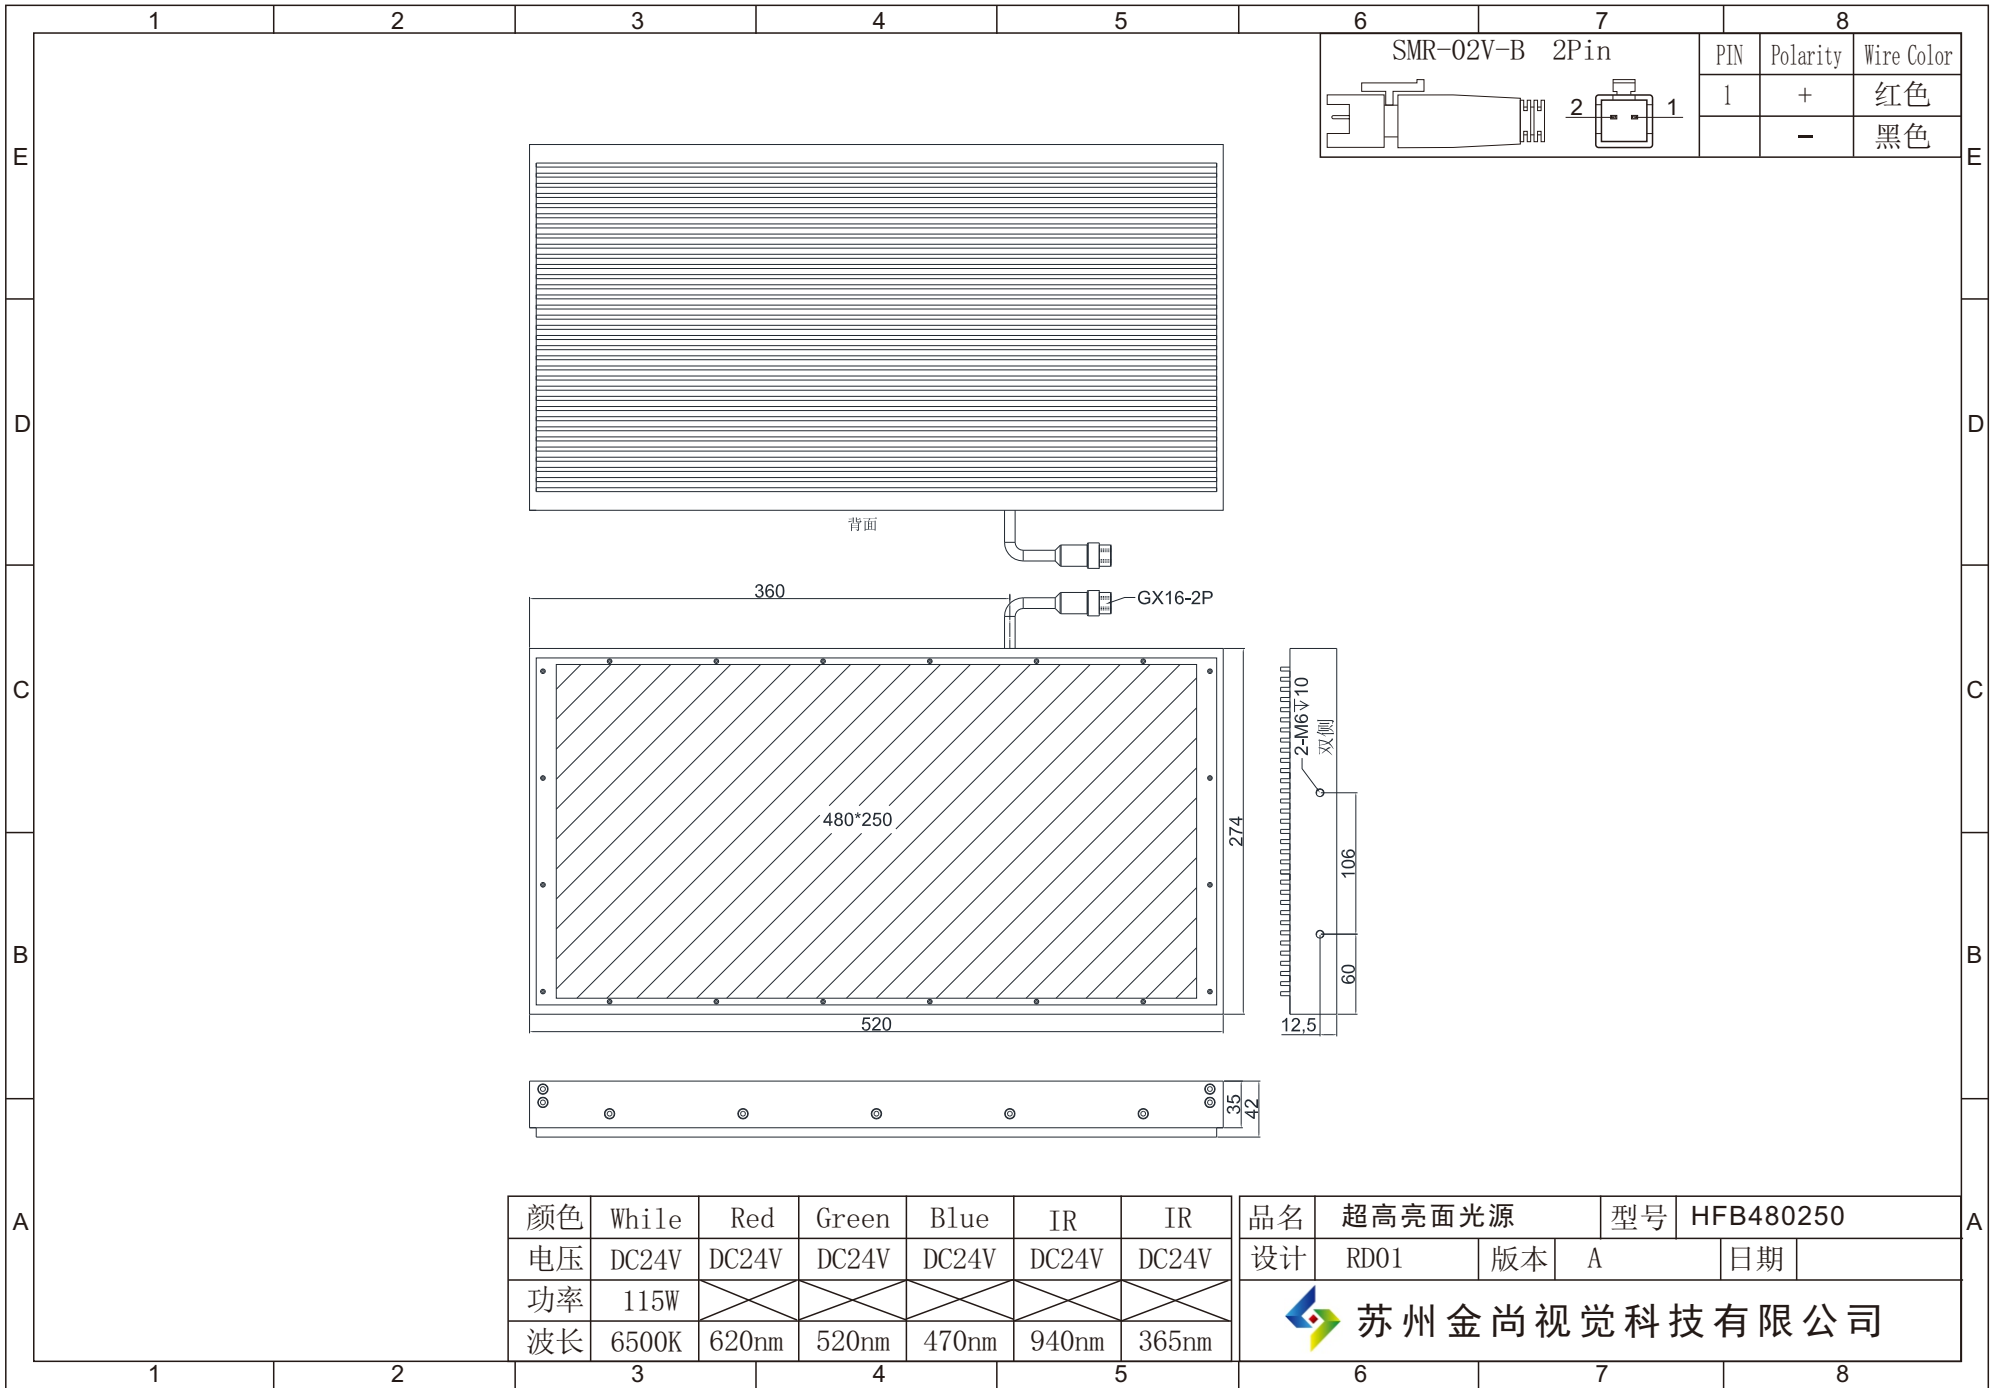 1 2 3 4 5 6 7 8
SMR-02V-B 2Pin
PIN Polarity Wire Color
1 + 红色
- 黑色
2 1
E E
D D
C C
B B
A A
背面
360
GX16-2P
480*250
274
520
2-M6↧10
双侧
106
60
12,5
35
42
颜色 While Red Green Blue IR IR
电压 DC24V DC24V DC24V DC24V DC24V DC24V
功率 115W
波长 6500K 620nm 520nm 470nm 940nm 365nm
品名 超高亮面光源 型号 HFB480250
设计 RD01 版本 A 日期
苏州金尚视觉科技有限公司
1 2 3 4 5 6 7 8